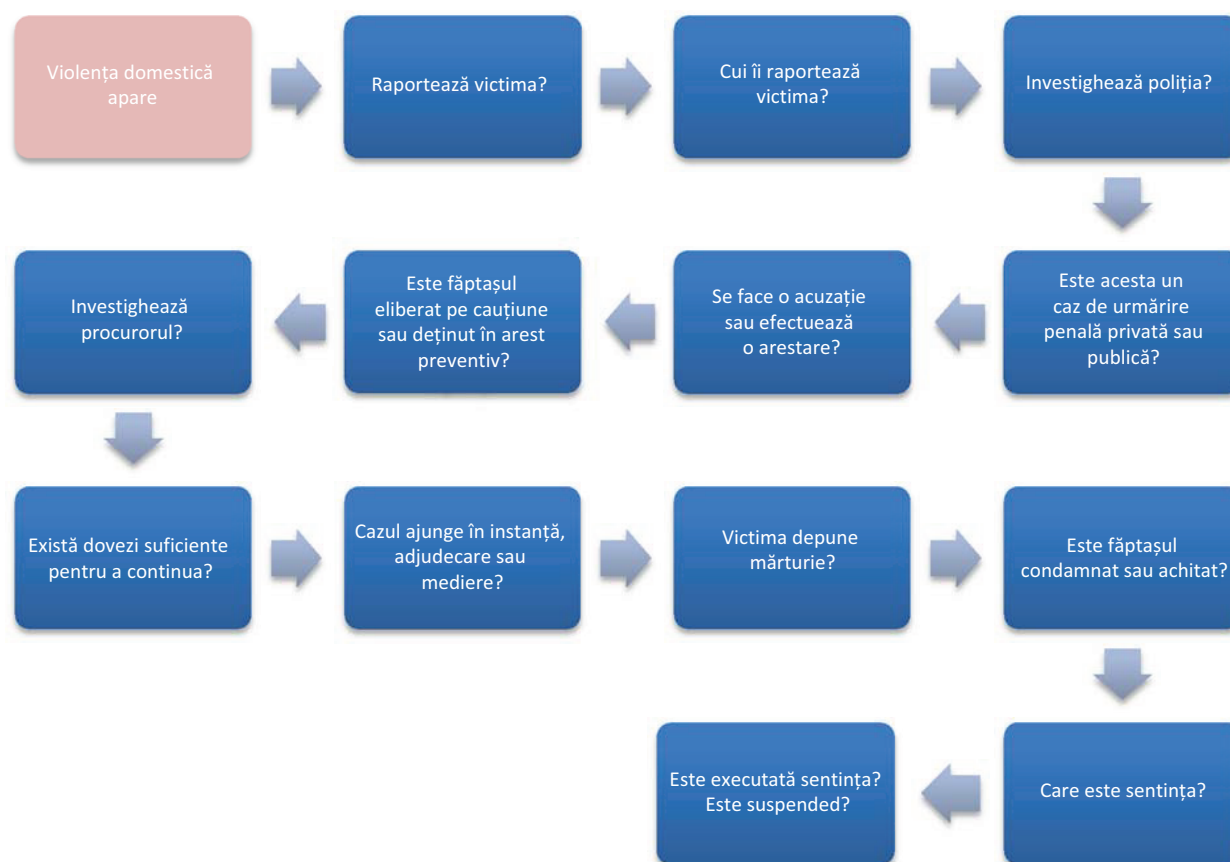 Violența domestică
apare
Raportează victima?
Cui îi raportează
victima?
Investighează poliția?
Este acesta un
caz de urmărire
penală privată sau
publică?
Se face o acuzație
sau efectuează
o arestare?
Este făptașul
eliberat pe cauțiune
sau deținut în arest
preventiv?
Investighează
procurorul?
Există dovezi suficiente
pentru a continua?
Cazul ajunge în instanță,
adjudecare sau
mediere?
Victima depune
mărturie?
Este făptașul
condamnat sau achitat?
Care este sentința?
Este executată sentința?
Este suspended?